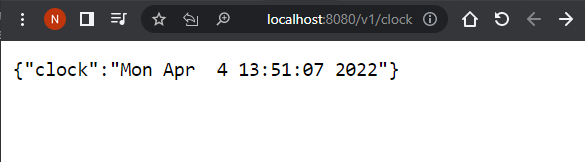 N localhost:8080/v1/clock
{"clock":"Mon Apr  4 13:51:07 2022"}